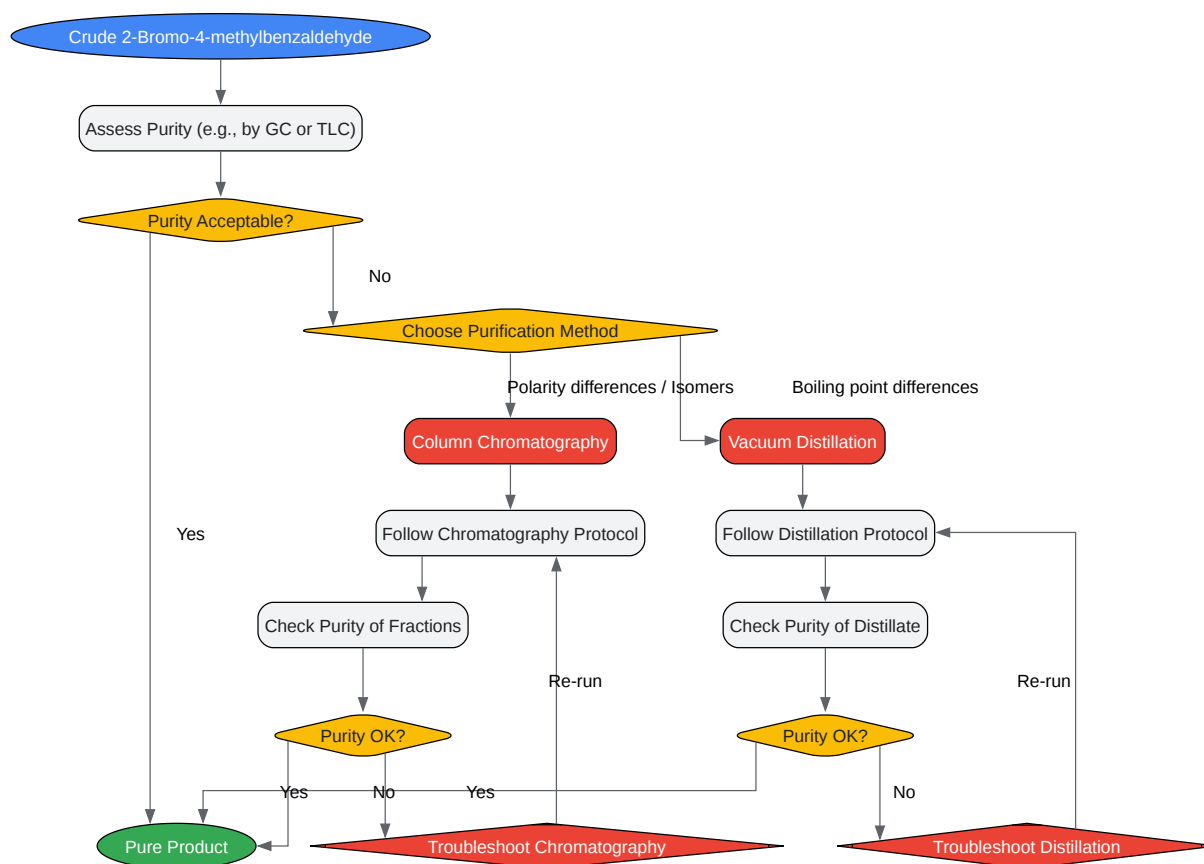 Crude 2-Bromo-4-methylbenzaldehyde
Assess Purity (e.g., by GC or TLC)
Purity Acceptable?
No
Choose Purification Method
Polarity differences / Isomers
Boiling point differences
Column Chromatography
Vacuum Distillation
Yes
Follow Chromatography Protocol
Follow Distillation Protocol
Check Purity of Fractions
Check Purity of Distillate
Re-run
Re-run
Purity OK?
Purity OK?
Yes
No
Yes
No
Pure Product
Troubleshoot Chromatography
Troubleshoot Distillation